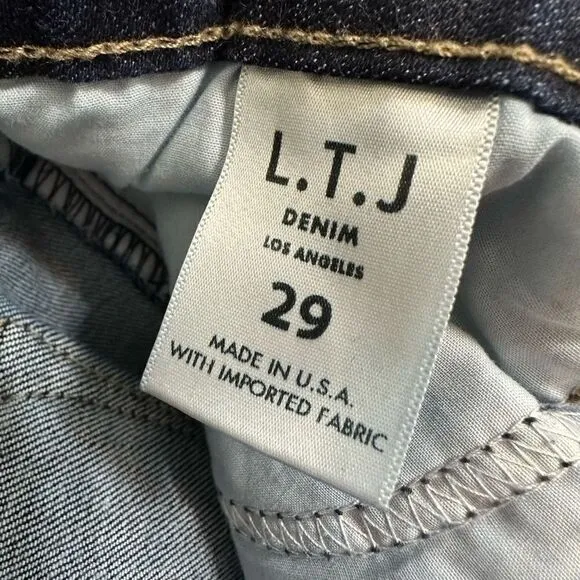 L.T.J
DENIM
LOS ANGELES
29
MADE IN U.S.A.
WITH IMPORTED FABRIC